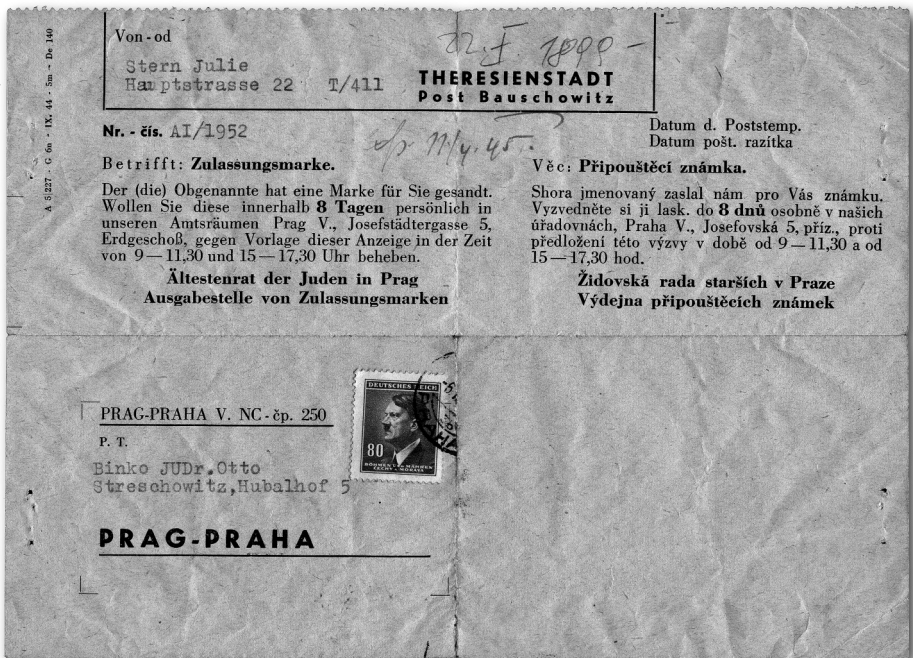 A S|227 · G 6n · IX. 44 · 5m - De 140
Von - od
22. I. 1899 –
Stern Julie
Hauptstrasse 22 T/411
THERESIENSTADT
Post Bauschowitz
Nr. - čís. AI/1952
11/4. 45.
Datum d. Poststemp.
Datum pošt. razítka
Betrifft: Zulassungsmarke.
Der (die) Obgenannte hat eine Marke für Sie gesandt.
Wollen Sie diese innerhalb 8 Tagen persönlich in
unseren Amtsräumen Prag V., Josefstädtergasse 5,
Erdgeschoß, gegen Vorlage dieser Anzeige in der Zeit
von 9—11,30 und 15—17,30 Uhr beheben.
Ältestenrat der Juden in Prag
Ausgabestelle von Zulassungsmarken
Věc: Připouštěcí známka.
Shora jmenovaný zaslal nám pro Vás známku.
Vyzvedněte si ji lask. do 8 dnů osobně v našich
úřadovnách, Praha V., Josefovská 5, příz., proti
předložení této výzvy v době od 9—11,30 a od
15—17,30 hod.
Židovská rada starších v Praze
Výdejna připouštěcích známek
PRAG-PRAHA V. NC - čp. 250
P. T.
Binko JUDr.Otto
Streschowitz,Hubalhof 5
PRAG-PRAHA
DEUTSCHES REICH
80
BÖHMEN UND MÄHREN
ČECHY A MORAVA